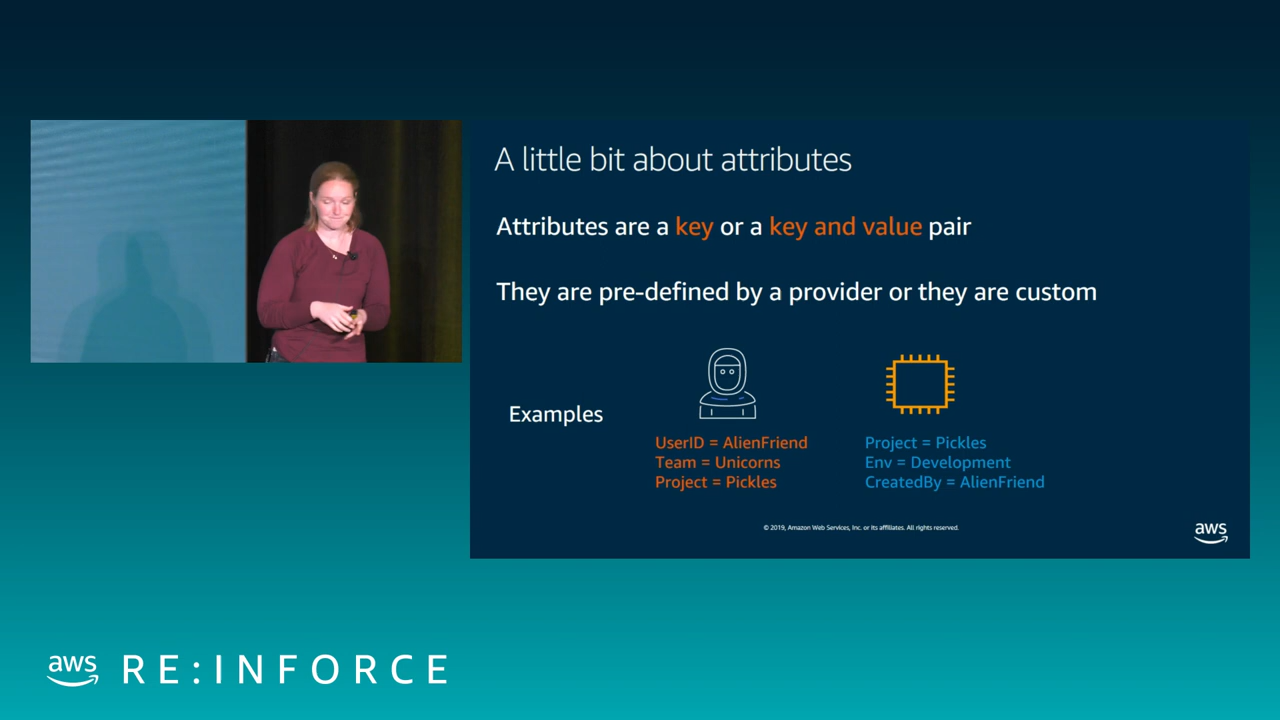 A little bit about attributes
Attributes are a key or a key and value pair
They are pre-defined by a provider or they are custom
Examples
UserID = AlienFriend
Team = Unicorns
Project = Pickles
Project = Pickles
Env = Development
CreatedBy = AlienFriend
© 2019, Amazon Web Services, Inc. or its affiliates. All rights reserved.
aws
aws RE:INFORCE